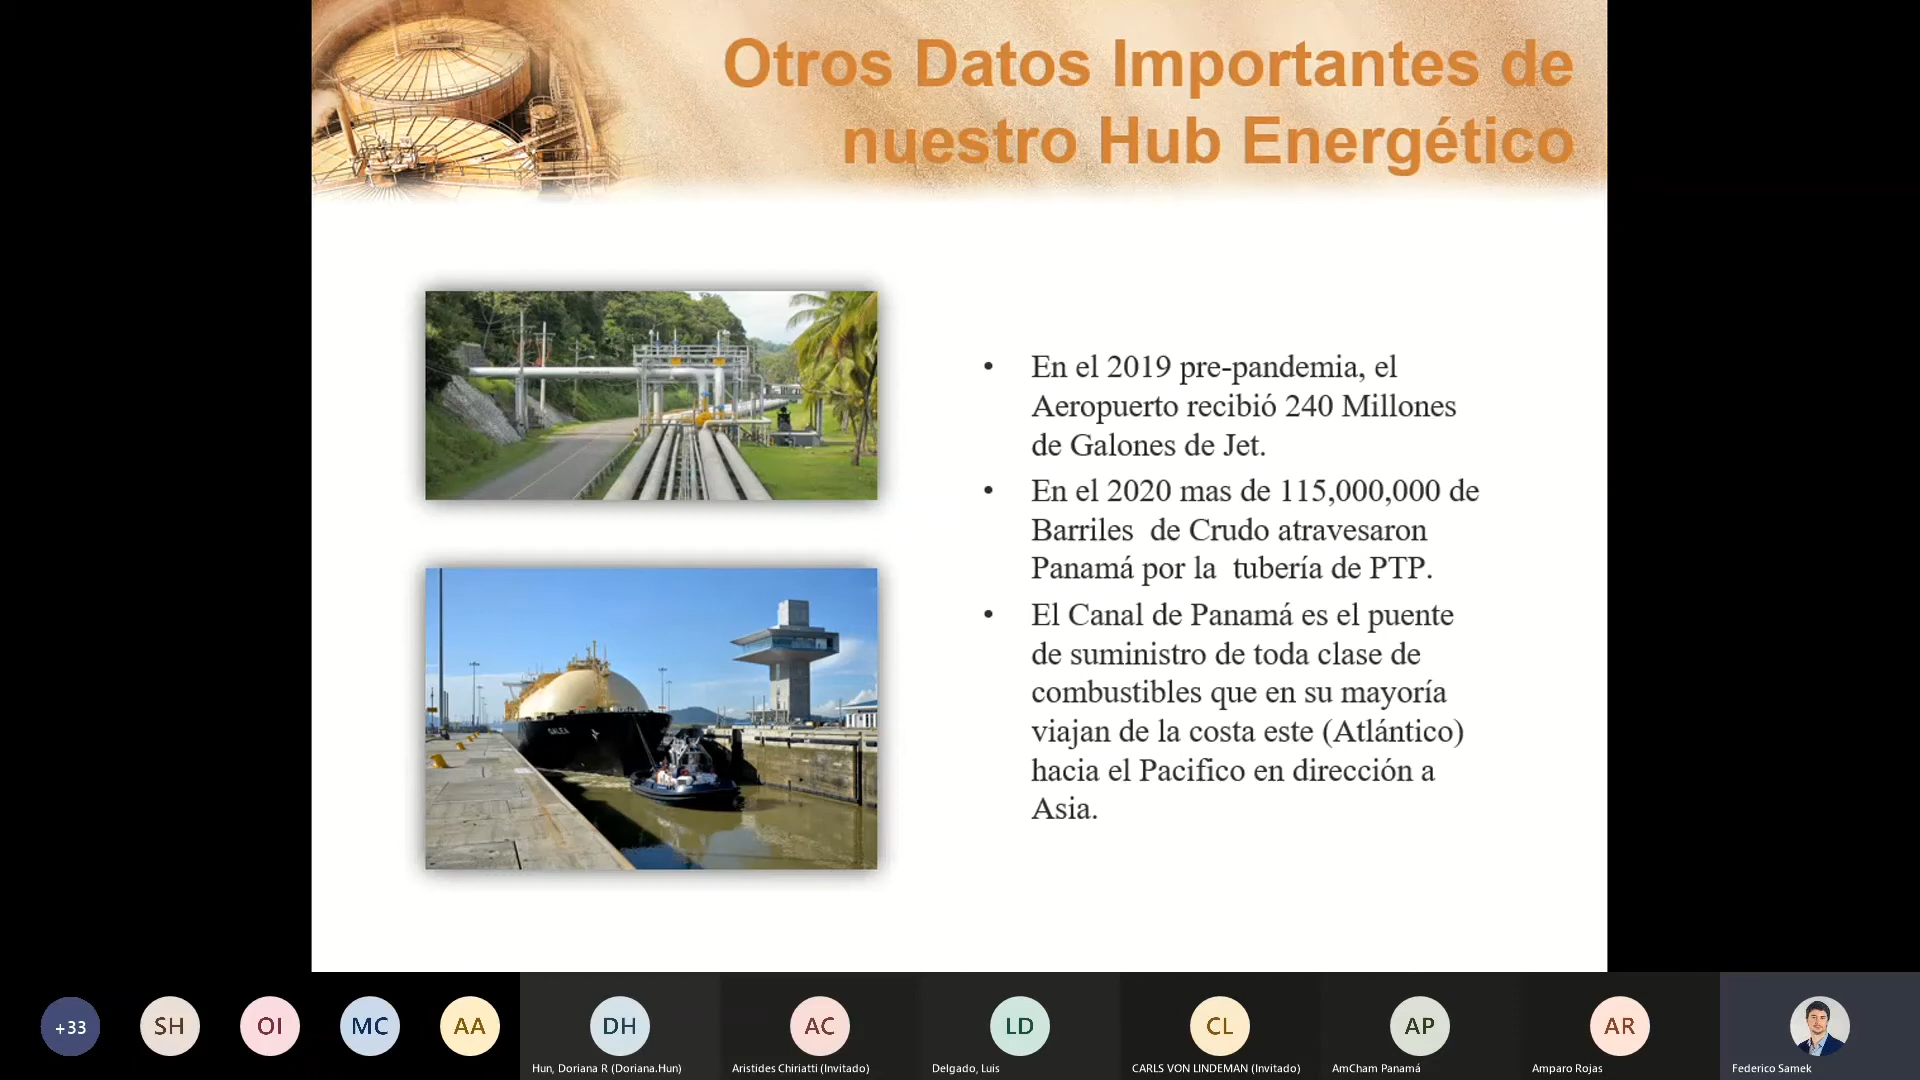 Otros Datos Importantes de
nuestro Hub Energético
En el 2019 pre-pandemia, el
Aeropuerto recibió 240 Millones
de Galones de Jet.
En el 2020 mas de 115,000,000 de
Barriles de Crudo atravesaron
Panamá por la tubería de PTP.
El Canal de Panamá es el puente
de suministro de toda clase de
combustibles que en su mayoría
viajan de la costa este (Atlántico)
hacia el Pacifico en dirección a
Asia.
GALEA
+33
SH
OI
MC
AA
DH
AC
LD
CL
AP
AR
Hun, Doriana R (Doriana.Hun)
Aristides Chiriatti (Invitado)
Delgado, Luis
CARLS VON LINDEMAN (Invitado)
AmCham Panamá
Amparo Rojas
Federico Samek